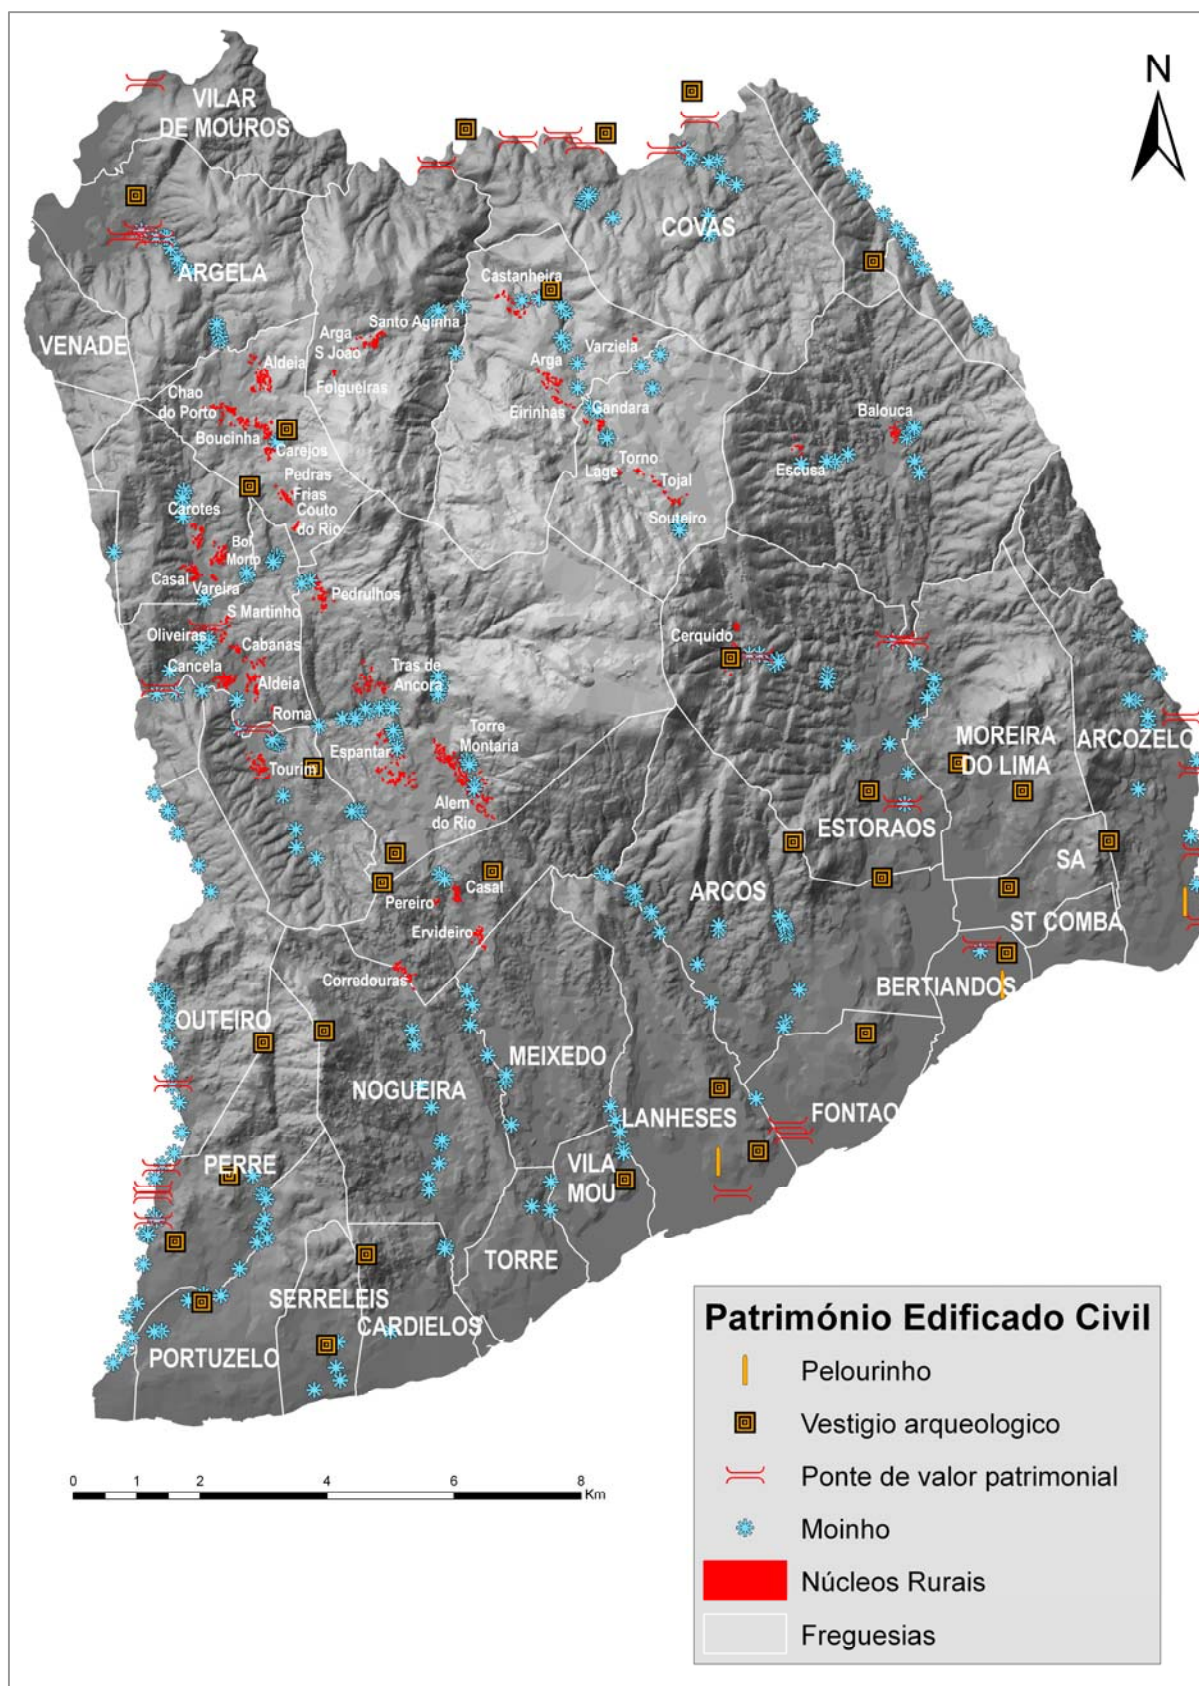 N
VILAR
DE MOUROS
COVAS
ARGELA
Castanheira
VENADE
Santo Aginha
Arga
S João
Varziela
Aldeia
Arga
Folgueiras
Chao
do Porto
Eirinhas
Gandara
Balouca
Boucinha
Carejos
Torno
Lage
Escusa
Pedras
Frias
Tojal
Carotes
Couto
do Rio
Souteiro
Boi
Morto
Casal
Vareira
Pedrulhos
S Martinho
Oliveiras
Cabanas
Cerquido
Cancela
Tras de
Ancora
Aldeia
Roma
Torre
Montaria
MOREIRA
DO LIMA
ARCOZELO
Espantar
Tourim
Alem
do Rio
ESTORAOS
SA
Casal
ARCOS
Pereiro
ST COMBA
Ervideiro
Corredouras
BERTIANDOS
OUTEIRO
MEIXEDO
NOGUEIRA
LANHESES
FONTAO
PERRE
VILA
MOU
TORRE
SERRELEIS
CARDIELOS
PORTUZELO
0 2 4 6 8
Km
Património Edificado Civil
Pelourinho
Vestigio arqueologico
Ponte de valor patrimonial
Moinho
Núcleos Rurais
Freguesias